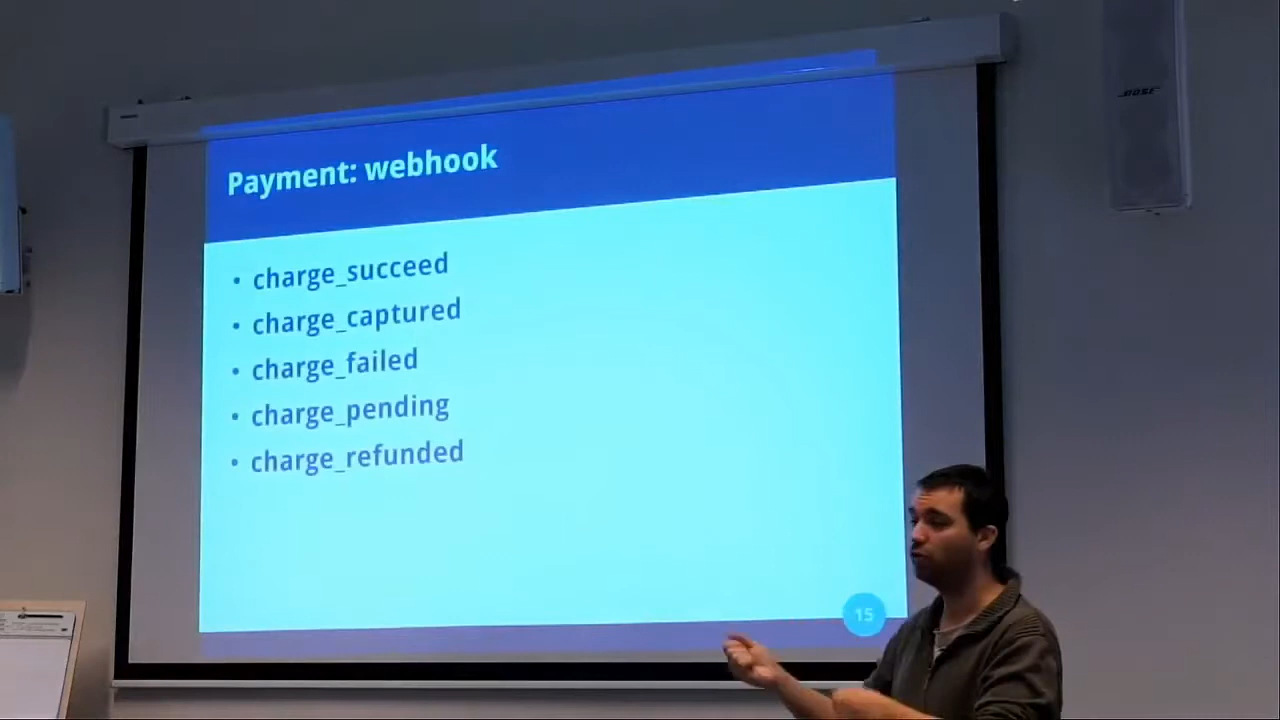 Payment: webhook
• charge_succeed
• charge_captured
• charge_failed
• charge_pending
• charge_refunded
15
BOSE